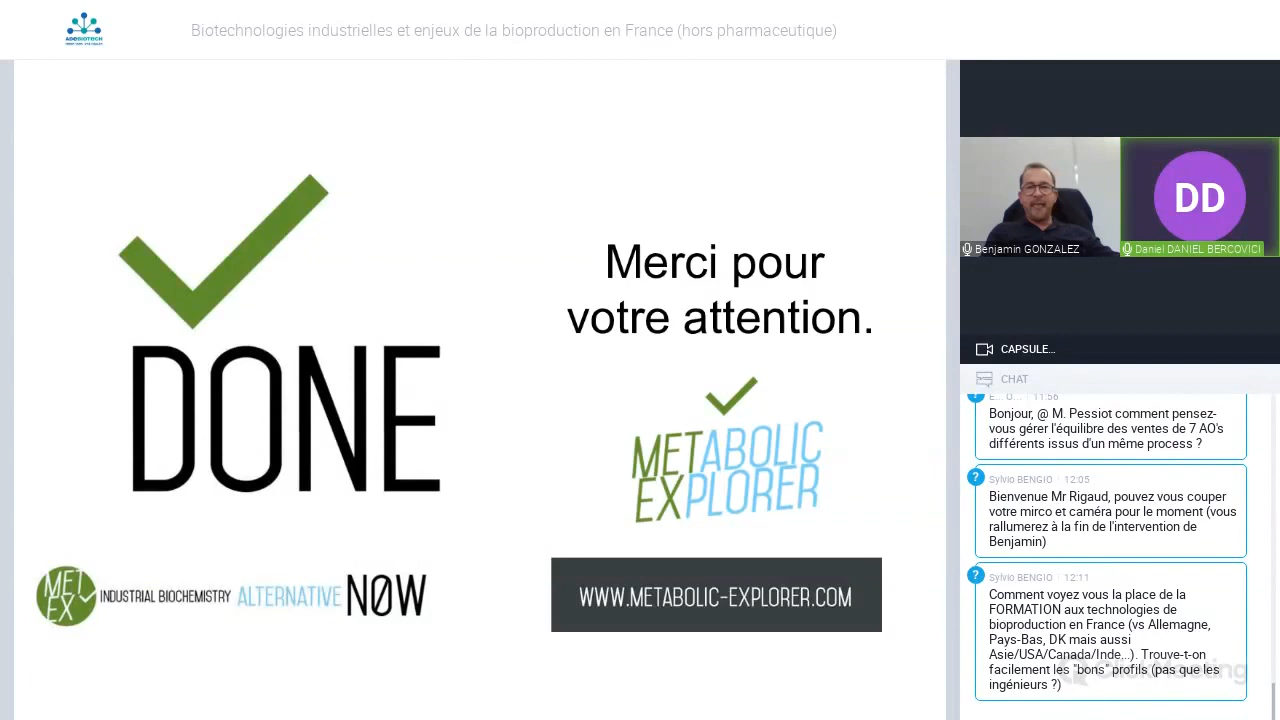 ADEBIOTECH
Biotechnologies industrielles et enjeux de la bioproduction en France (hors pharmaceutique)
DONE
MET
EX
INDUSTRIAL BIOCHEMISTRY ALTERNATIVE NØW
Merci pour
votre attention.
METABOLIC
EXPLORER
WWW.METABOLIC-EXPLORER.COM
DD
Benjamin GONZALEZ
Daniel DANIEL BERCOVICI
CAPSULE...
CHAT
E... O... 11:56
Bonjour, @ M. Pessiot comment pensez-
vous gérer l'équilibre des ventes de 7 AO's
différents issus d'un même process ?
?
Sylvio BENGIO 12:05
Bienvenue Mr Rigaud, pouvez vous couper
votre mirco et caméra pour le moment (vous
rallumerez à la fin de l'intervention de
Benjamin)
?
Sylvio BENGIO 12:11
Comment voyez vous la place de la
FORMATION aux technologies de
bioproduction en France (vs Allemagne,
Pays-Bas, DK mais aussi
Asie/USA/Canada/Inde...). Trouve-t-on
facilement les "bons" profils (pas que les
ingénieurs ?)
ClickMeeting